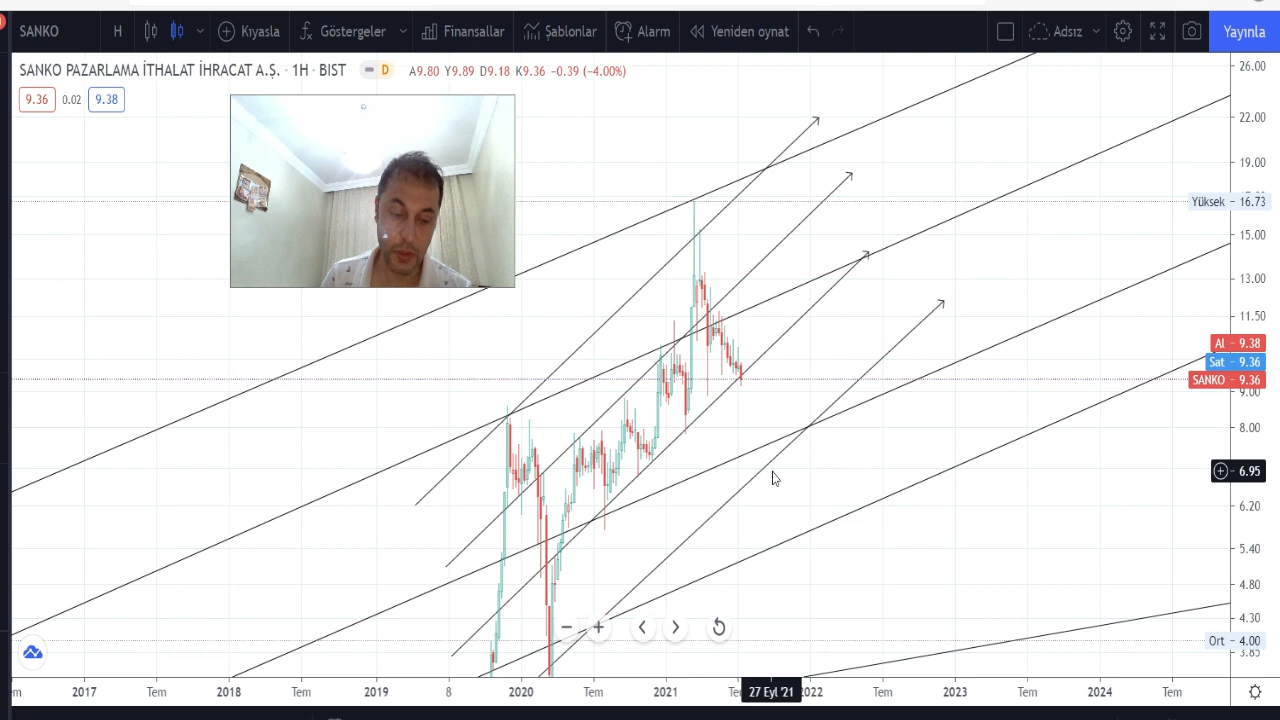 SANKO H Kıyasla Göstergeler Finansallar Şablonlar Alarm Yeniden oynat Adsız Yayınla
SANKO PAZARLAMA İTHALAT İHRACAT A.Ş. · 1H · BIST D A9.80 Y9.89 D9.18 K9.36 −0.39 (−4.00%)
9.36 0.02 9.38
26.00
22.00
19.00
Yüksek 16.73
15.00
13.00
11.50
Al 9.38
Sat 9.36
SANKO 9.36
9.00
8.00
6.95
6.20
5.40
4.80
4.30
Ort 4.00
3.85
2017 Tem 2018 Tem 2019 8 2020 Tem 2021 27 Eyl '21 2022 Tem 2023 Tem 2024 Tem